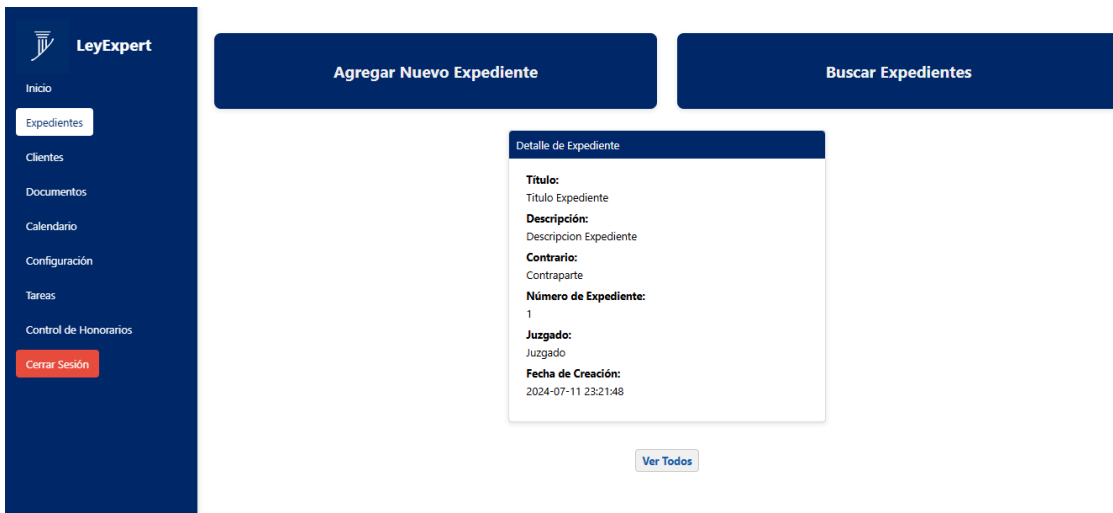 LeyExpert
Inicio
Expedientes
Clientes
Documentos
Calendario
Configuración
Tareas
Control de Honorarios
Cerrar Sesión
Agregar Nuevo Expediente
Buscar Expedientes
Detalle de Expediente
Título:
Titulo Expediente
Descripción:
Descripcion Expediente
Contrario:
Contraparte
Número de Expediente:
1
Juzgado:
Juzgado
Fecha de Creación:
2024-07-11 23:21:48
Ver Todos